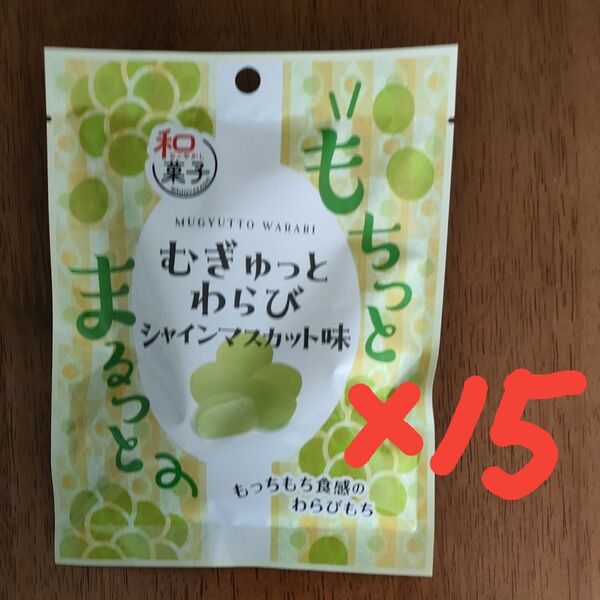 もちっと
まるっと
和
菓子
MUGYUTTO WARABI
むぎゅっと
わらび
シャインマスカット味
もっちもち食感の
わらびもち
×15